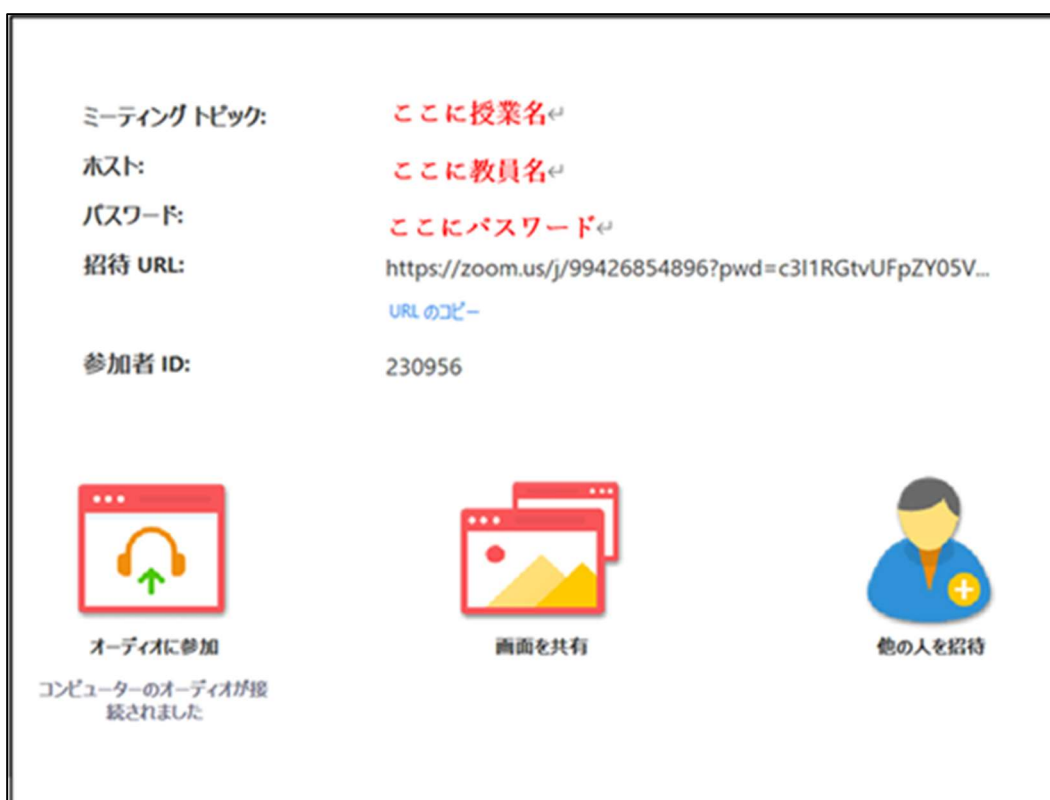 ミーティング トピック: ここに授業名↵
ホスト: ここに教員名↵
パスワード: ここにパスワード↵
招待 URL: https://zoom.us/j/99426854896?pwd=c3I1RGtvUFpZY05V...
URL のコピー
参加者 ID: 230956
オーディオに参加 画面を共有 他の人を招待
コンピューターのオーディオが接
続されました